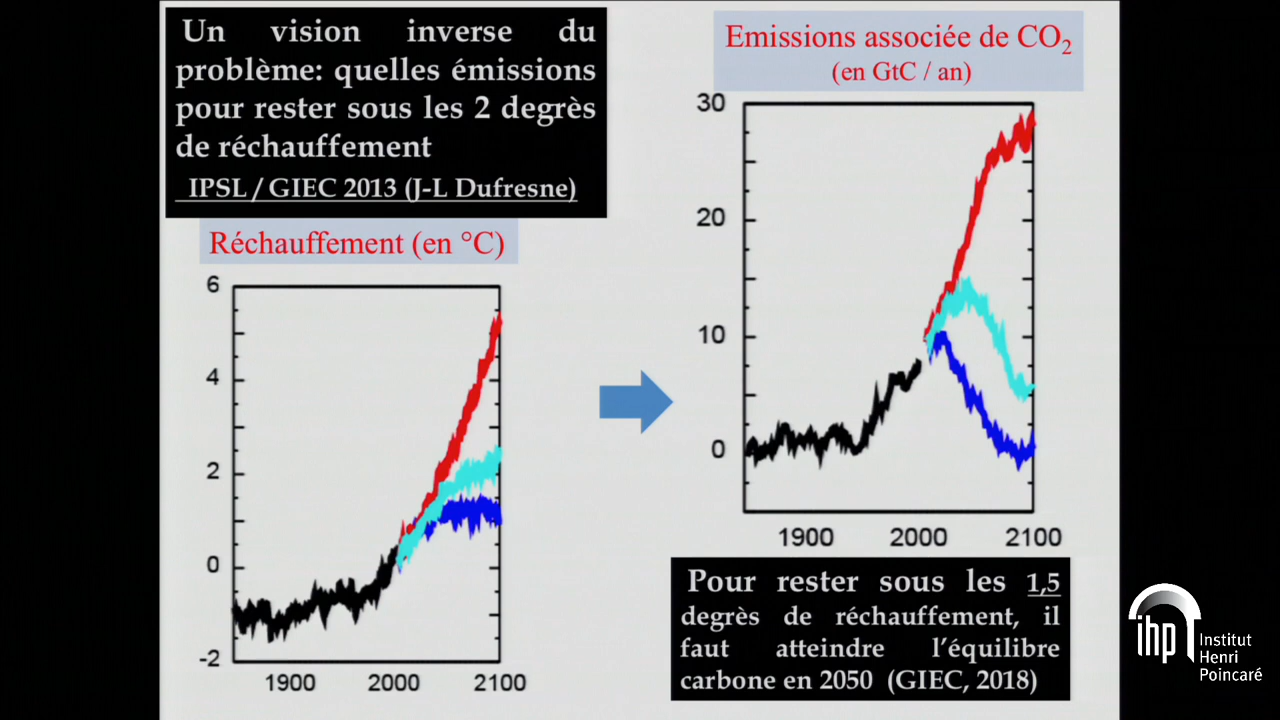 Un vision inverse du
problème: quelles émissions
pour rester sous les 2 degrès
de réchauffement
IPSL / GIEC 2013 (J-L Dufresne)
Réchauffement (en °C)
6
4
2
0
-2
1900 2000 2100
Emissions associée de CO₂
(en GtC / an)
30
20
10
0
1900 2000 2100
Pour rester sous les 1,5
degrès de réchauffement, il
faut atteindre l'équilibre
carbone en 2050 (GIEC, 2018)
ihp
Institut
Henri
Poincaré